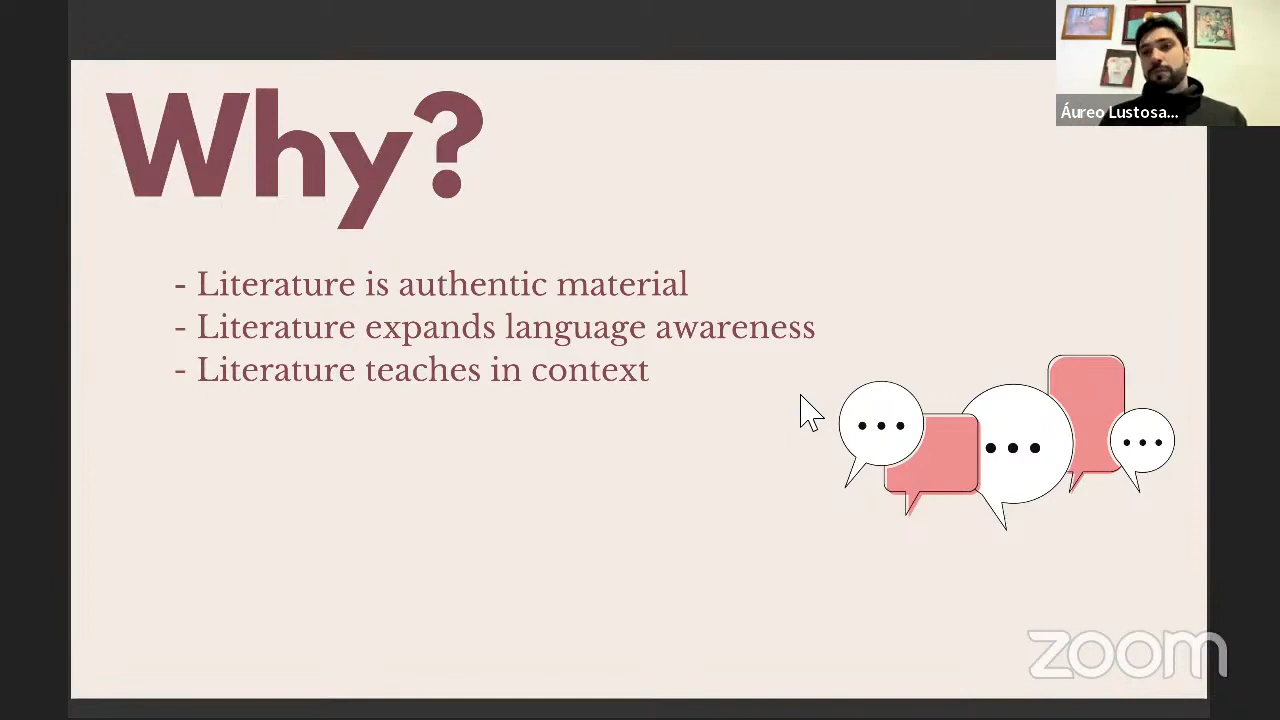 Why?
- Literature is authentic material
- Literature expands language awareness
- Literature teaches in context
Áureo Lustosa...
zoom